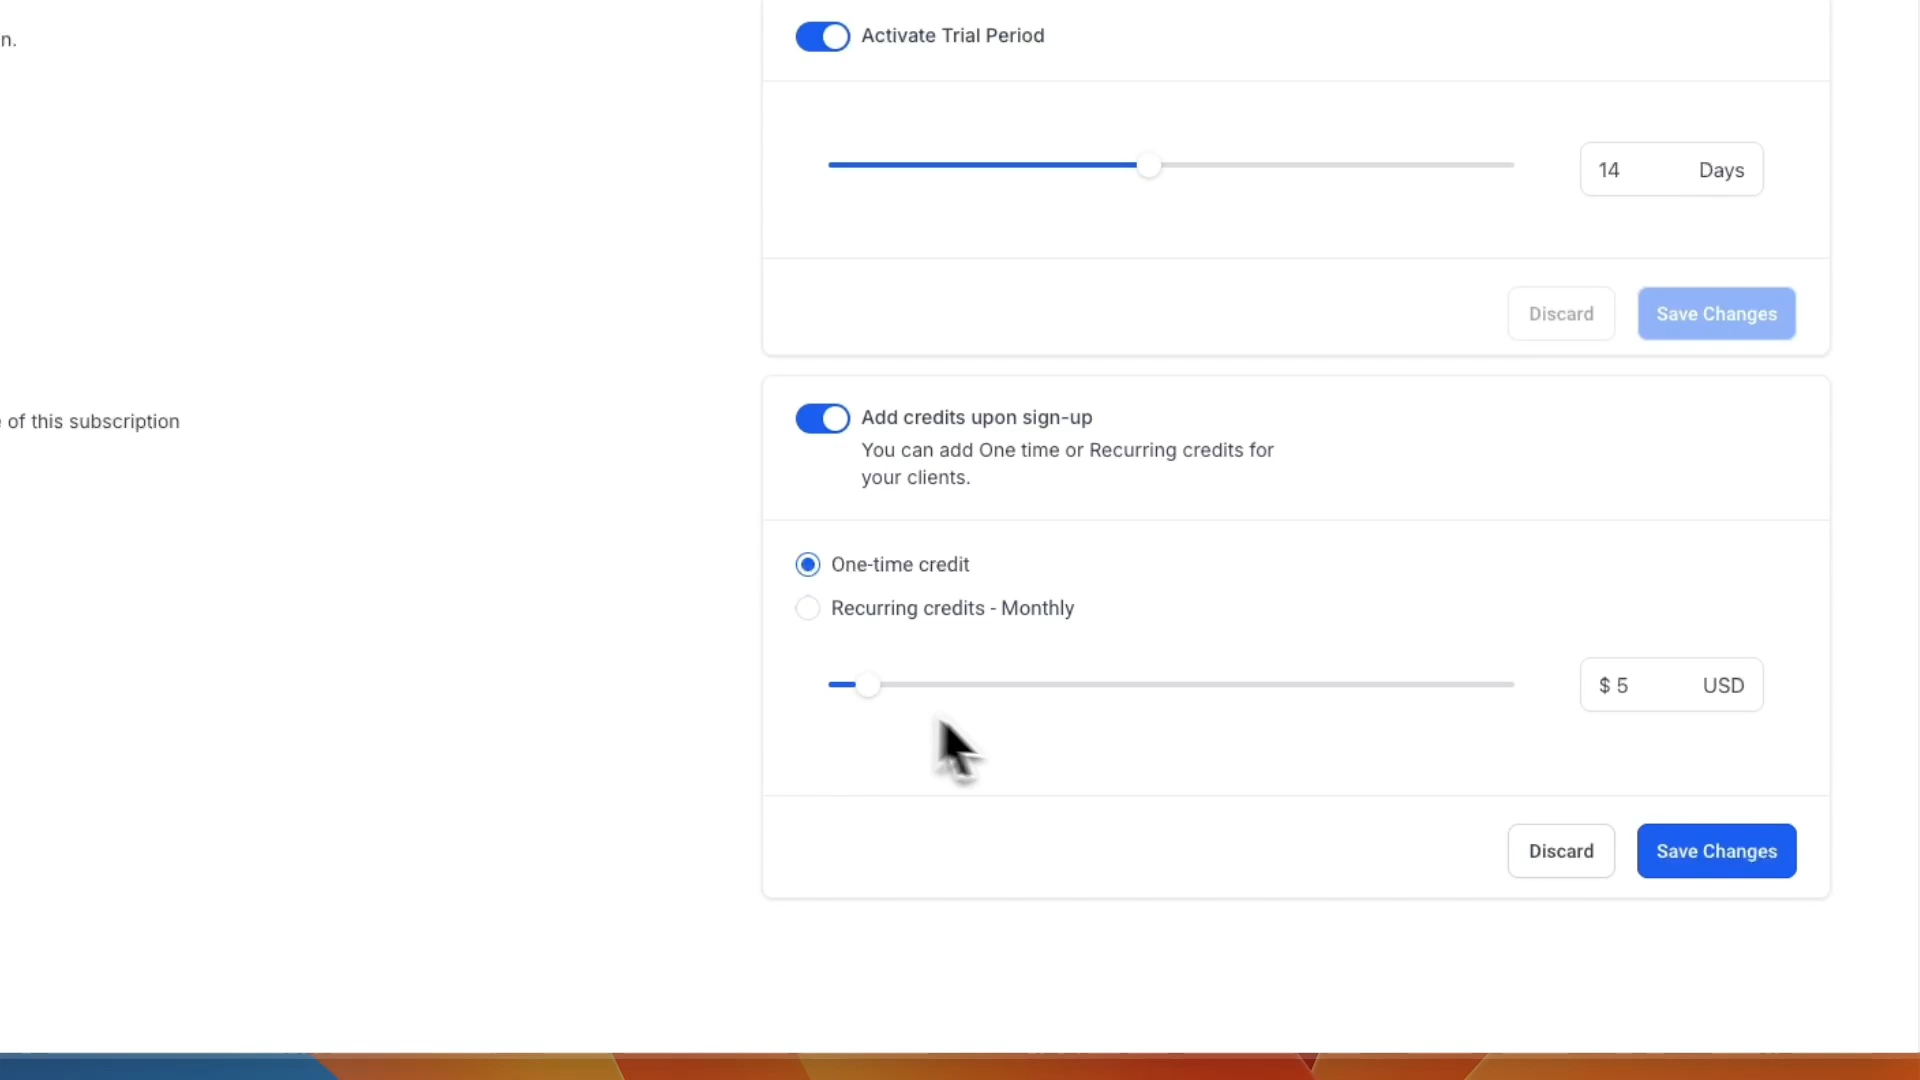 n.
Activate Trial Period
14 Days
Discard Save Changes
of this subscription
Add credits upon sign-up
You can add One time or Recurring credits for
your clients.
One-time credit
Recurring credits - Monthly
$ 5 USD
Discard Save Changes